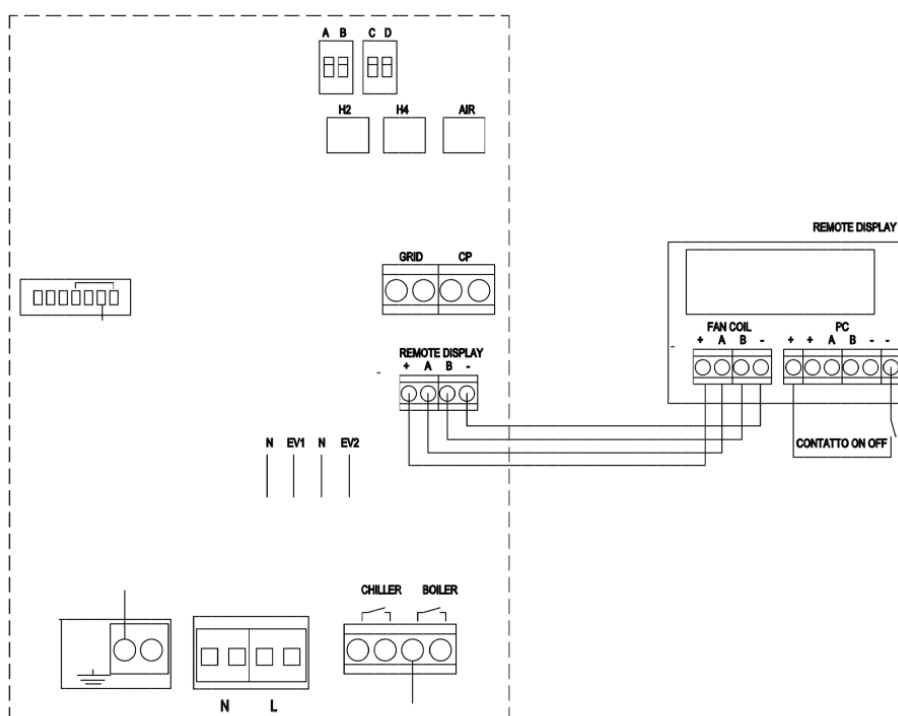 A B C D
H2 H4 AIR
REMOTE DISPLAY
GRID CP
FAN COIL PC
+ A B - + + A B - -
REMOTE DISPLAY
+ A B -
N EV1 N EV2
CONTATTO ON OFF
CHILLER BOILER
N L